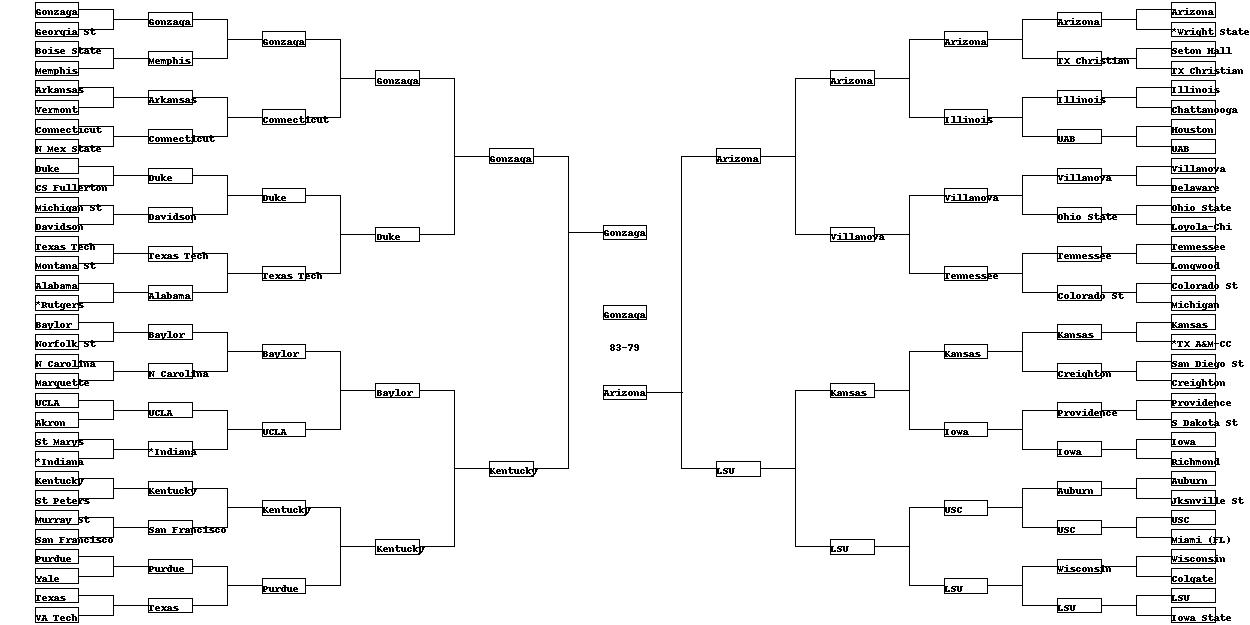 Gonzaga
Georgia St
Boise State
Memphis
Arkansas
Vermont
Connecticut
N Mex State
Duke
CS Fullerton
Michigan St
Davidson
Texas Tech
Montana St
Alabama
*Rutgers
Baylor
Norfolk St
N Carolina
Marquette
UCLA
Akron
St Marys
*Indiana
Kentucky
St Peters
Murray St
San Francisco
Purdue
Yale
Texas
VA Tech
Gonzaga
Memphis
Arkansas
Connecticut
Duke
Davidson
Texas Tech
Alabama
Baylor
N Carolina
UCLA
*Indiana
Kentucky
San Francisco
Purdue
Texas
Gonzaga
Connecticut
Duke
Texas Tech
Baylor
UCLA
Kentucky
Purdue
Gonzaga
Duke
Baylor
Kentucky
Gonzaga
Kentucky
Gonzaga
Gonzaga
83-79
Arizona
Arizona
LSU
Arizona
Villanova
Kansas
LSU
Arizona
Illinois
Villanova
Tennessee
Kansas
Iowa
USC
LSU
Arizona
TX Christian
Illinois
UAB
Villanova
Ohio State
Tennessee
Colorado St
Kansas
Creighton
Providence
Iowa
Auburn
USC
Wisconsin
LSU
Arizona
*Wright State
Seton Hall
TX Christian
Illinois
Chattanooga
Houston
UAB
Villanova
Delaware
Ohio State
Loyola-Chi
Tennessee
Longwood
Colorado St
Michigan
Kansas
*TX A&M-CC
San Diego St
Creighton
Providence
S Dakota St
Iowa
Richmond
Auburn
Jksnville St
USC
Miami (FL)
Wisconsin
Colgate
LSU
Iowa State